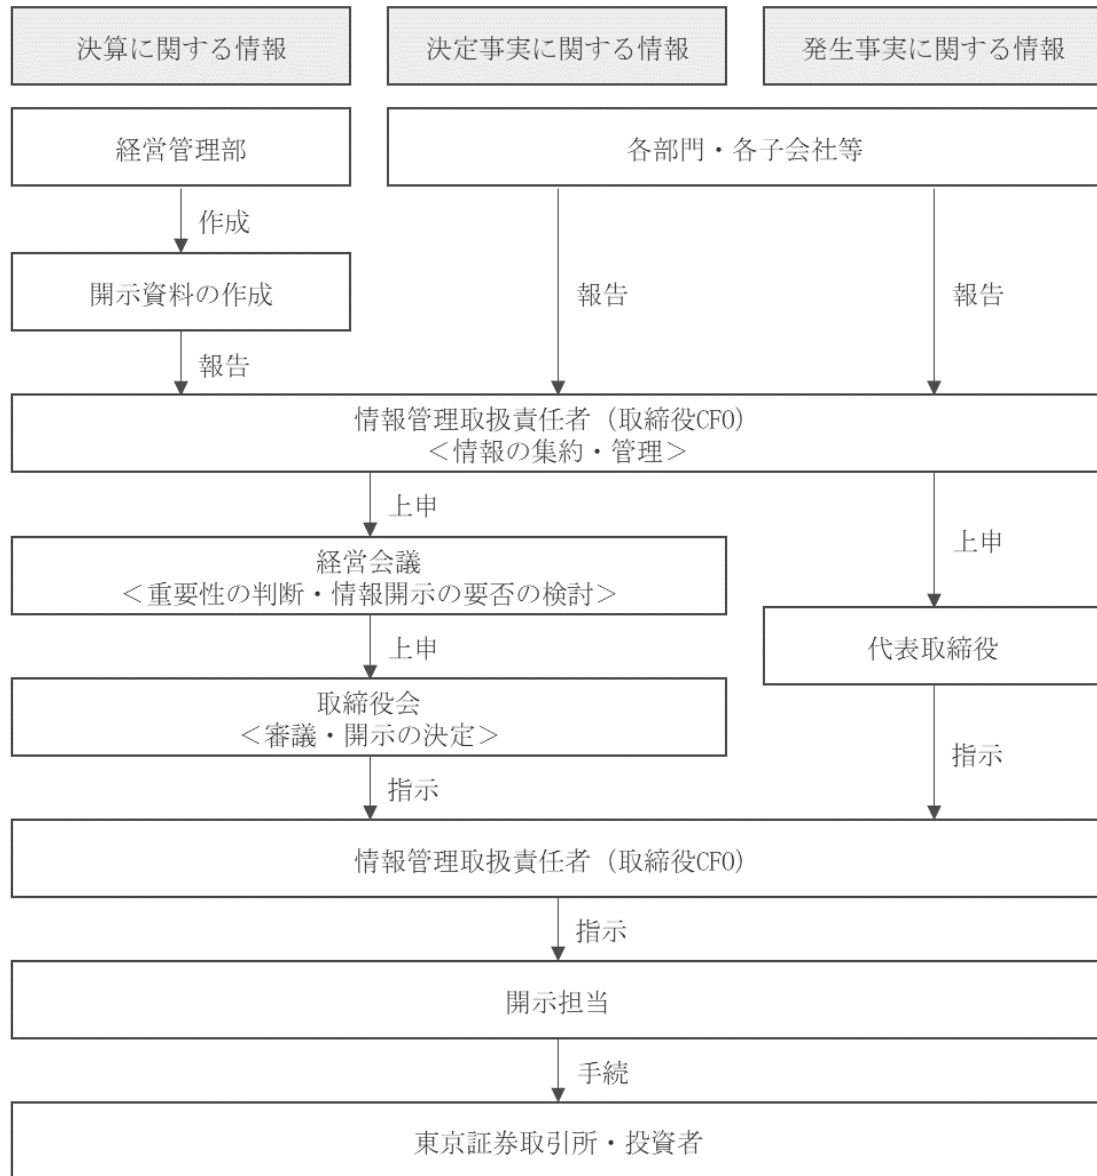 決算に関する情報
決定事実に関する情報
発生事実に関する情報
経営管理部
各部門・各子会社等
作成
開示資料の作成
報告
報告
報告
情報管理取扱責任者（取締役CFO）
＜情報の集約・管理＞
上申
上申
経営会議
＜重要性の判断・情報開示の要否の検討＞
上申
代表取締役
取締役会
＜審議・開示の決定＞
指示
指示
情報管理取扱責任者（取締役CFO）
指示
開示担当
手続
東京証券取引所・投資者